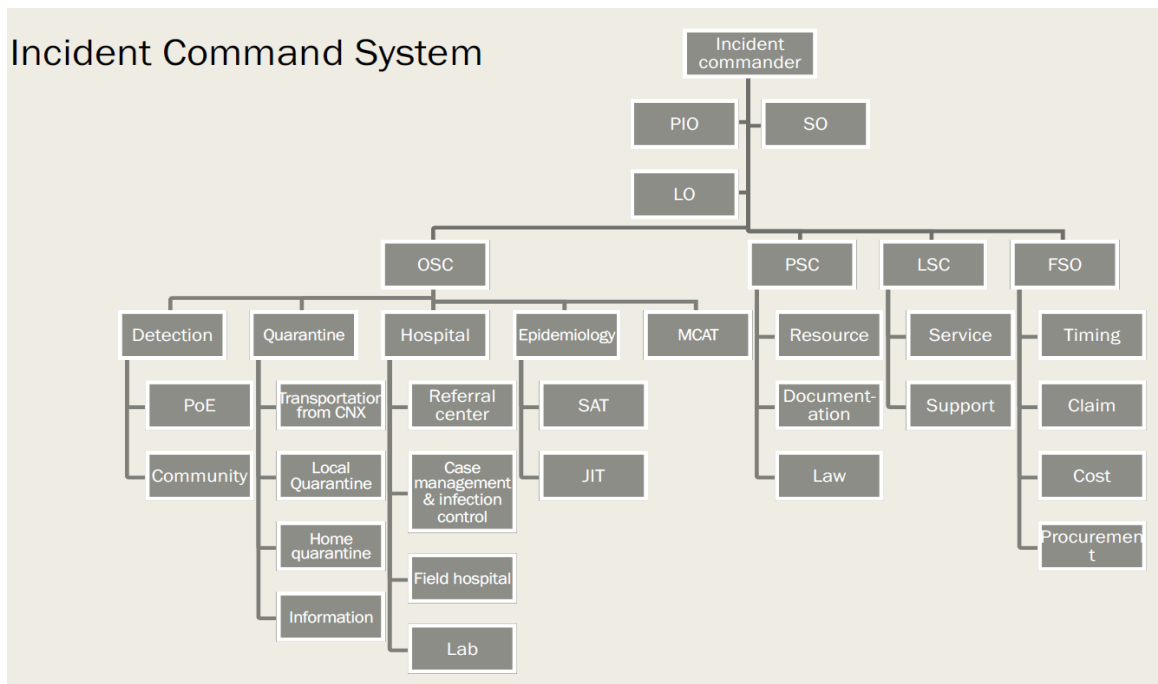 Incident Command System
Incident
commander
PIO
SO
LO
OSC
PSC
LSC
FSO
Detection
Quarantine
Hospital
Epidemiology
MCAT
Resource
Service
Timing
PoE
Transportation
from CNX
Referral
center
SAT
Document-
ation
Support
Claim
Community
Local
Quarantine
Case
management
& infection
control
JIT
Law
Cost
Home
quarantine
Field hospital
Procuremen
t
Information
Lab